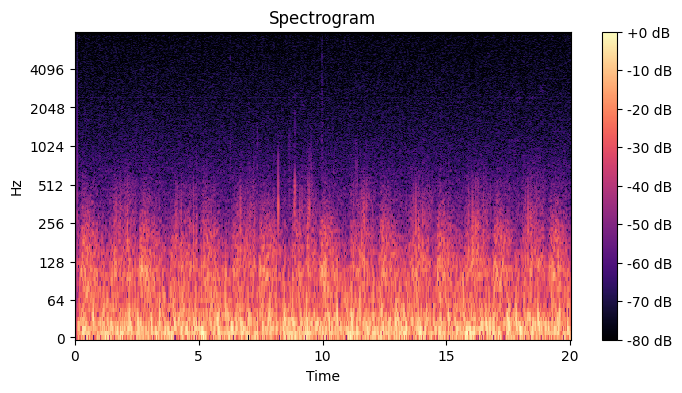 Spectrogram
Hz
4096
2048
1024
512
256
128
64
0
0 5 10 15 20
Time
+0 dB
-10 dB
-20 dB
-30 dB
-40 dB
-50 dB
-60 dB
-70 dB
-80 dB